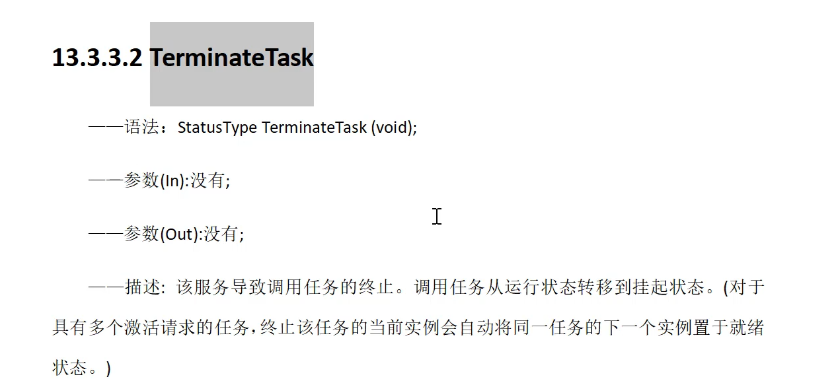 13.3.3.2 TerminateTask
——语法：StatusType TerminateTask (void);
——参数(In):没有;
——参数(Out):没有;
——描述: 该服务导致调用任务的终止。调用任务从运行状态转移到挂起状态。(对于
具有多个激活请求的任务,终止该任务的当前实例会自动将同一任务的下一个实例置于就绪
状态。)